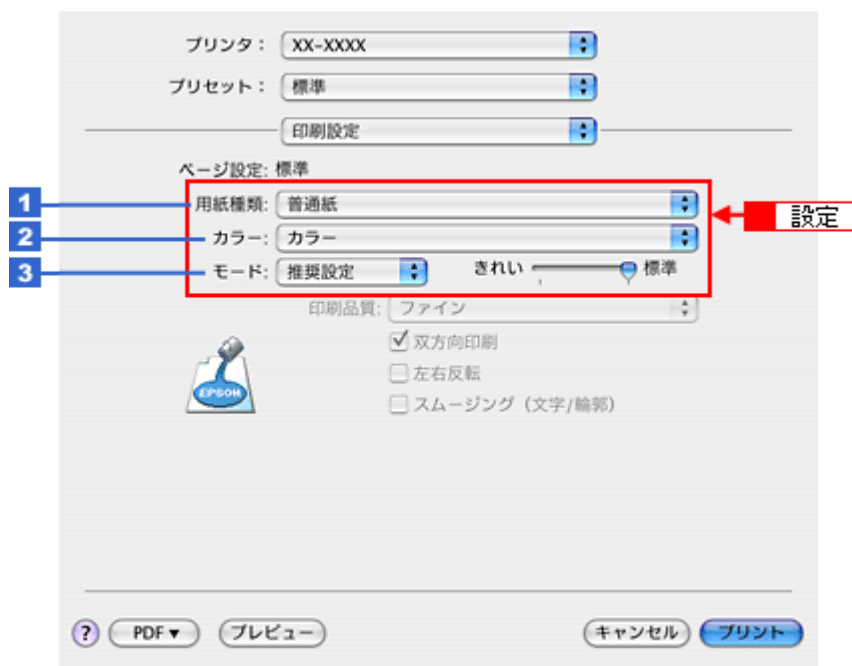 プリンタ： XX-XXXX
プリセット： 標準
印刷設定
ページ設定: 標準
1 用紙種類: 普通紙
設定
2 カラー: カラー
3 モード: 推奨設定 きれい 標準
印刷品質: ファイン
双方向印刷
左右反転
スムージング（文字/輪郭）
EPSON
? PDF▼ プレビュー キャンセル プリント